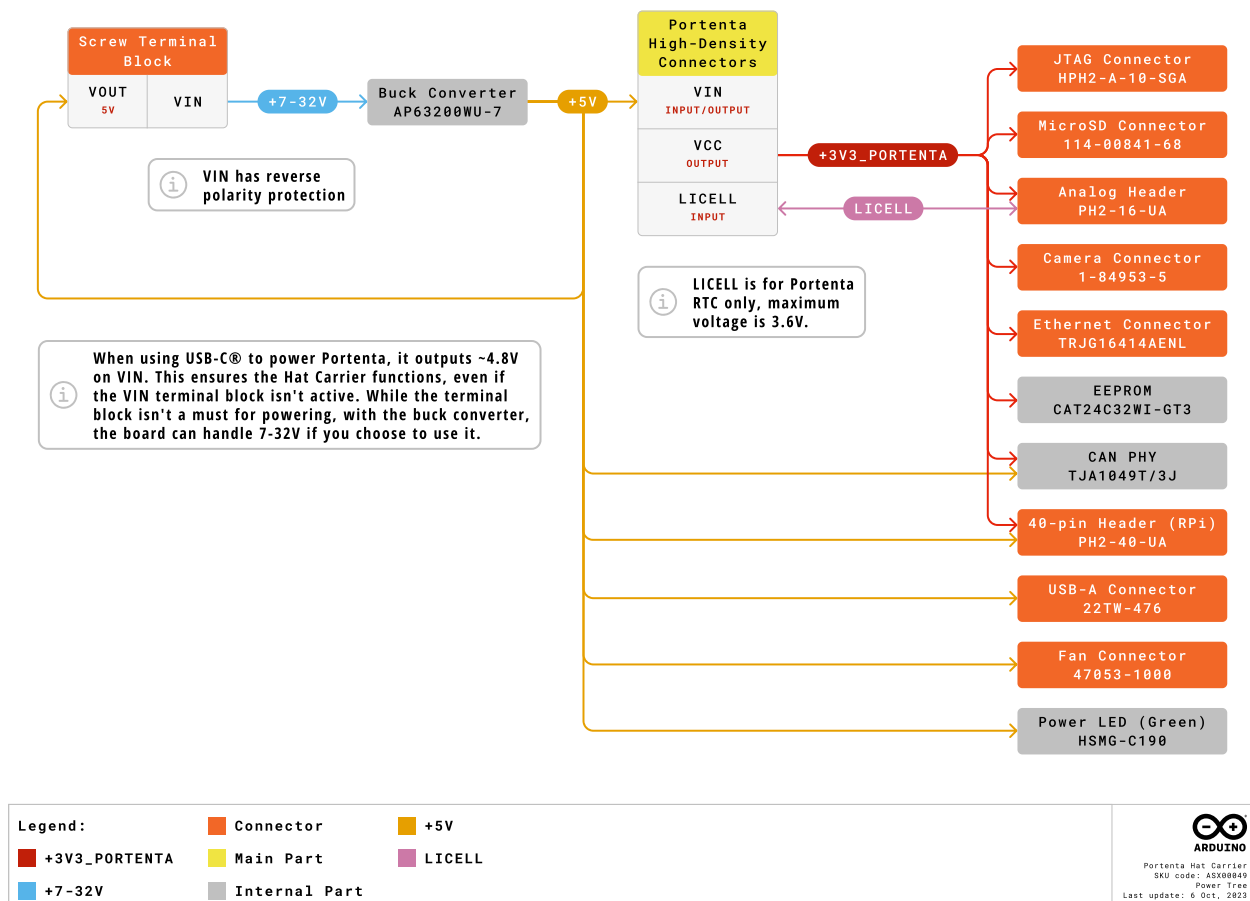 Screw Terminal
Block
VOUT
5V
VIN
+7-32V
Buck Converter
AP63200WU-7
+5V
Portenta
High-Density
Connectors
VIN
INPUT/OUTPUT
VCC
OUTPUT
LICELL
INPUT
+3V3_PORTENTA
LICELL
VIN has reverse
polarity protection
LICELL is for Portenta
RTC only, maximum
voltage is 3.6V.
When using USB-C® to power Portenta, it outputs ~4.8V
on VIN. This ensures the Hat Carrier functions, even if
the VIN terminal block isn't active. While the terminal
block isn't a must for powering, with the buck converter,
the board can handle 7-32V if you choose to use it.
JTAG Connector
HPH2-A-10-SGA
MicroSD Connector
114-00841-68
Analog Header
PH2-16-UA
Camera Connector
1-84953-5
Ethernet Connector
TRJG16414AENL
EEPROM
CAT24C32WI-GT3
CAN PHY
TJA1049T/3J
40-pin Header (RPi)
PH2-40-UA
USB-A Connector
22TW-476
Fan Connector
47053-1000
Power LED (Green)
HSMG-C190
Legend:
+3V3_PORTENTA
+7-32V
Connector
Main Part
Internal Part
+5V
LICELL
ARDUINO
Portenta Hat Carrier
SKU code: ASX00049
Power Tree
Last update: 6 Oct, 2023